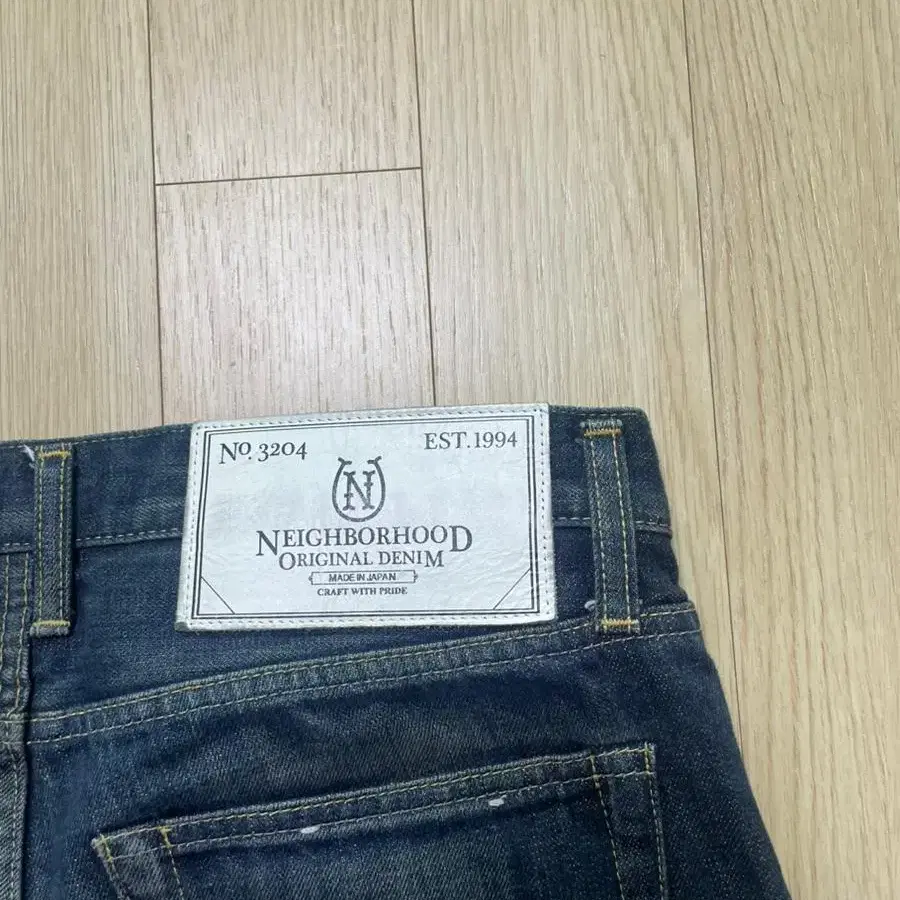 No. 3204
EST. 1994
N
NEIGHBORHOOD
ORIGINAL DENIM
MADE IN JAPAN
CRAFT WITH PRIDE